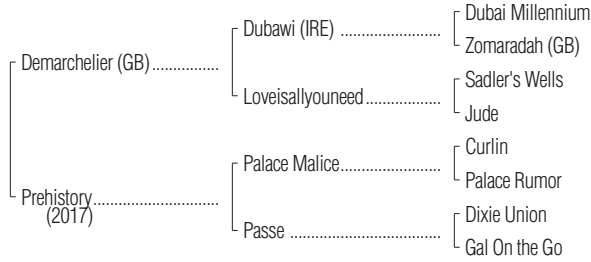 Dubai Millennium
Dubawi (IRE) ..................
Zomaradah (GB)
Demarchelier (GB)................
Sadler's Wells
Loveisallyouneed..................
Jude
Curlin
Palace Malice........................
Palace Rumor
Prehistory..............................
(2017)
Dixie Union
Passe ....................................
Gal On the Go